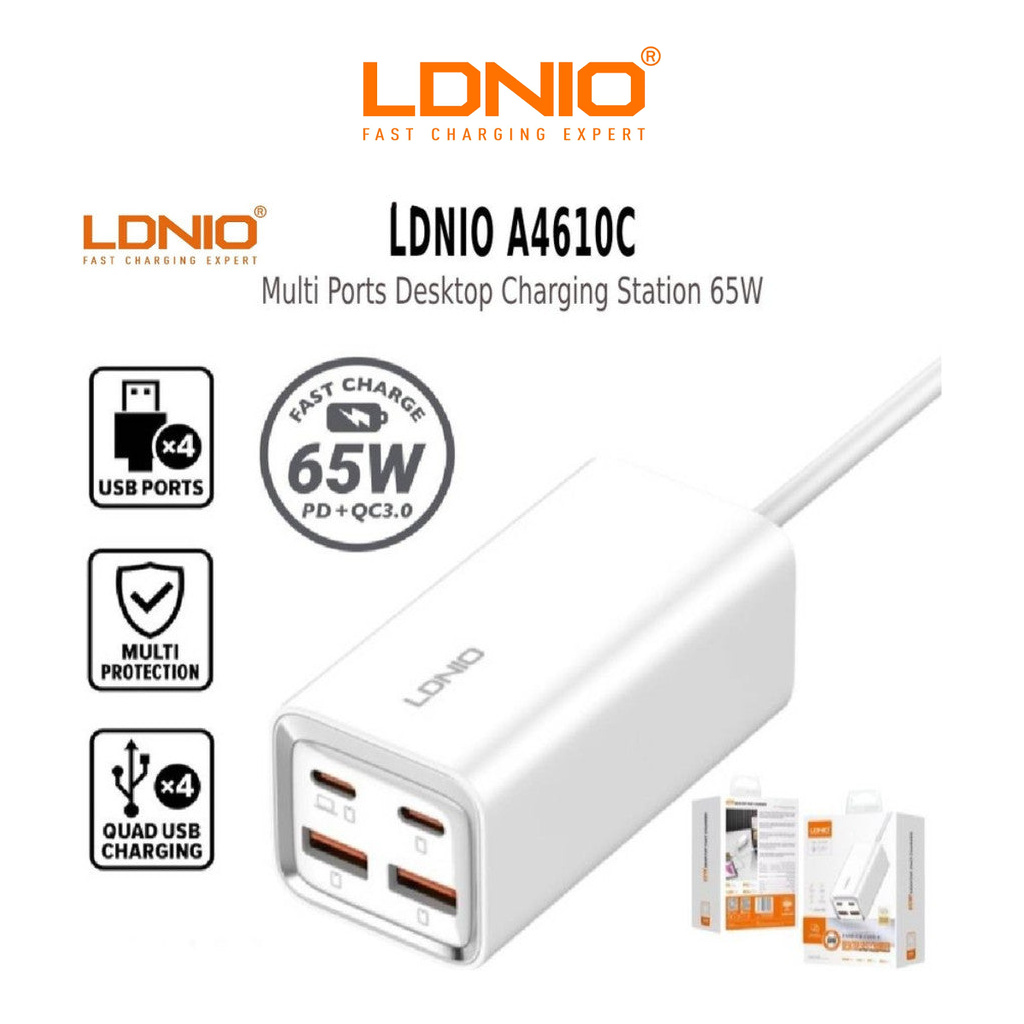 LDNIO®
FAST CHARGING EXPERT
LDNIO®
FAST CHARGING EXPERT
LDNIO A4610C
Multi Ports Desktop Charging Station 65W
×4
USB PORTS
FAST CHARGE
65W
PD+QC3.0
MULTI
PROTECTION
×4
QUAD USB
CHARGING
LDNIO
LDNIO